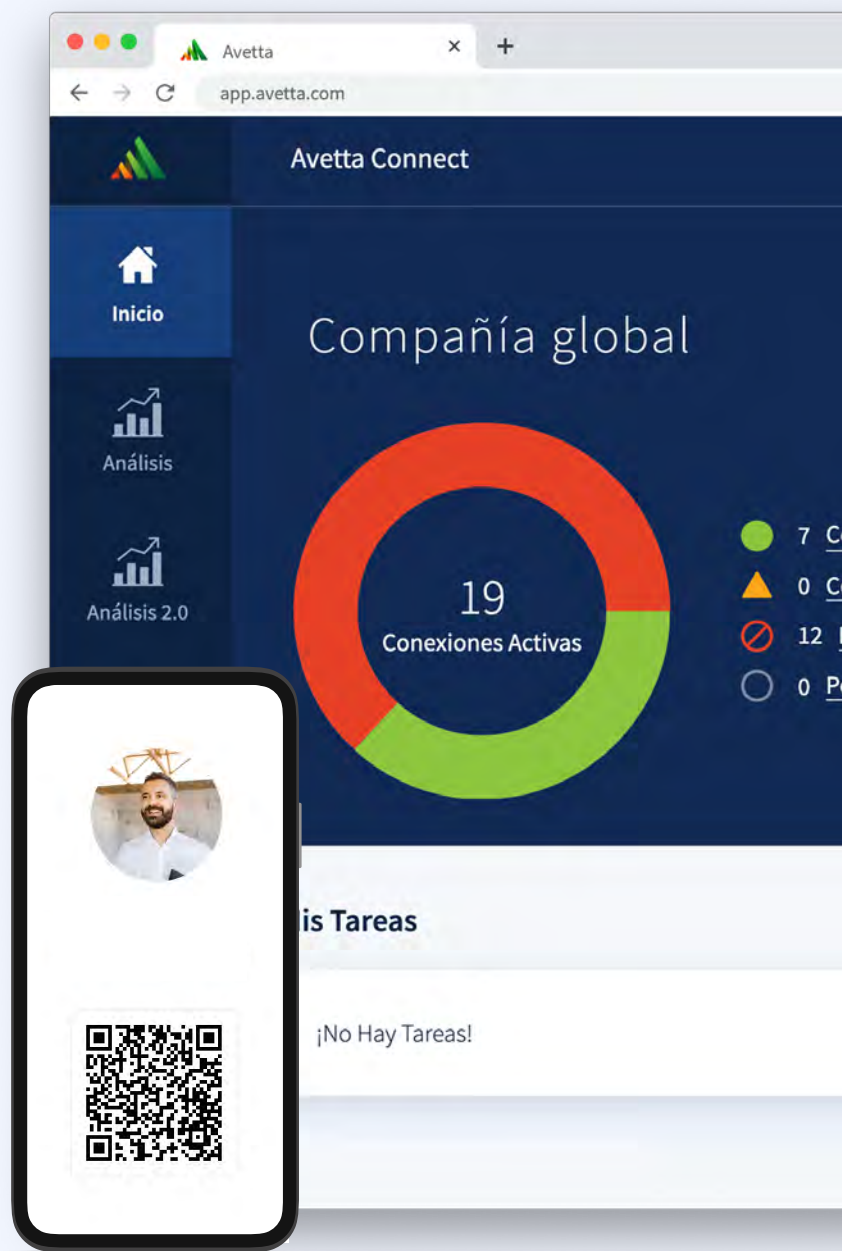 Avetta
app.avetta.com
Avetta Connect
Inicio
Compañía global
Análisis
7
0
19
Análisis 2.0
12
Conexiones Activas
0
is Tareas
¡No Hay Tareas!